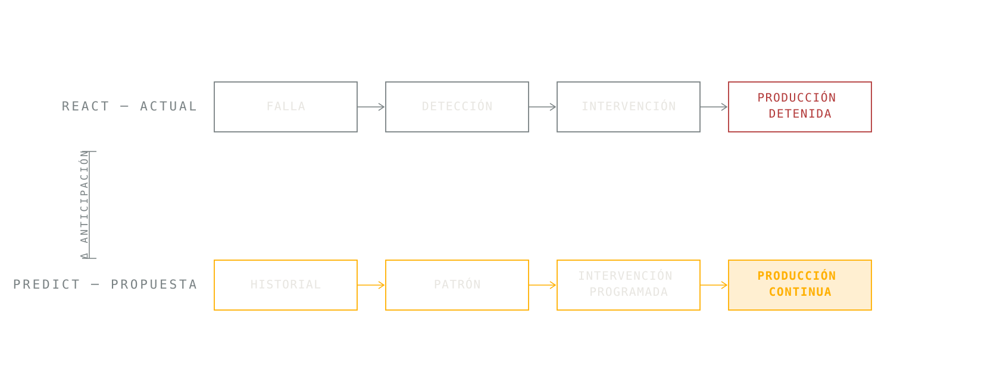 REACT — ACTUAL
FALLA
DETECCIÓN
INTERVENCIÓN
PRODUCCIÓN
DETENIDA
Δ ANTICIPACIÓN
PREDICT — PROPUESTA
HISTORIAL
PATRÓN
INTERVENCIÓN
PROGRAMADA
PRODUCCIÓN
CONTINUA